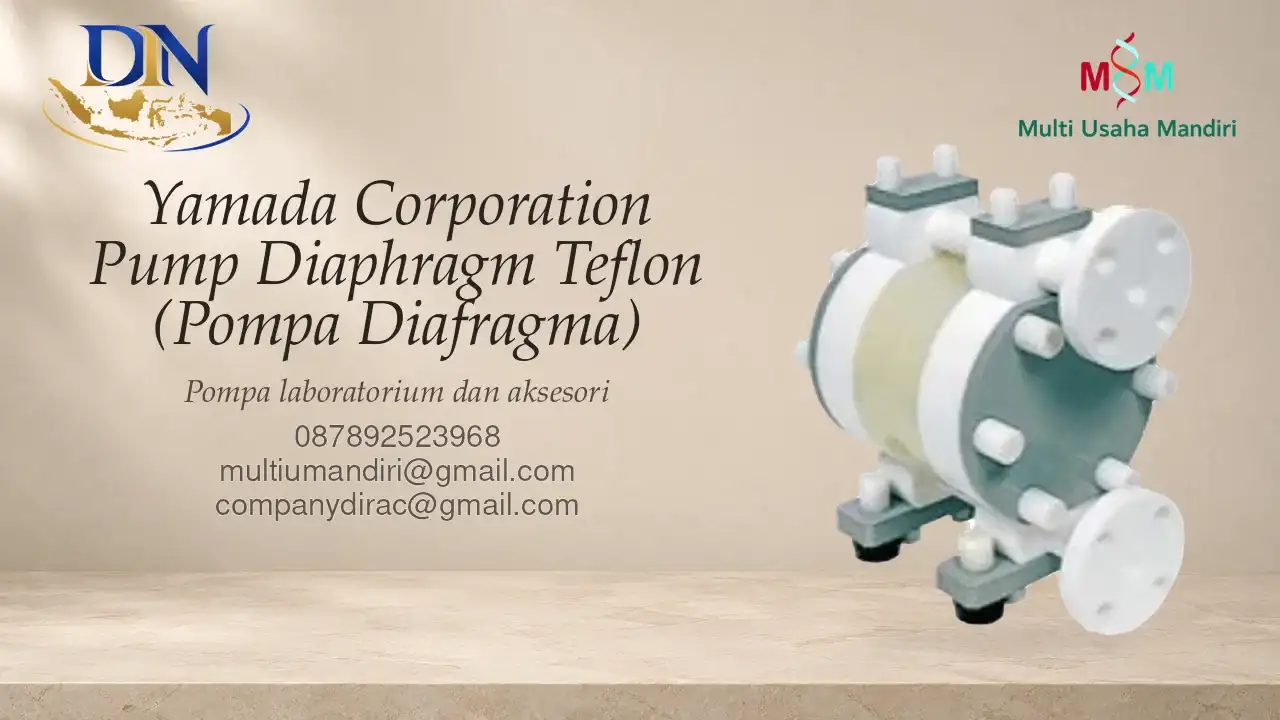 DN
MSM
Multi Usaha Mandiri
Yamada Corporation
Pump Diaphragm Teflon
(Pompa Diafragma)
Pompa laboratorium dan aksesori
087892523968
multiumandiri@gmail.com
companydirac@gmail.com